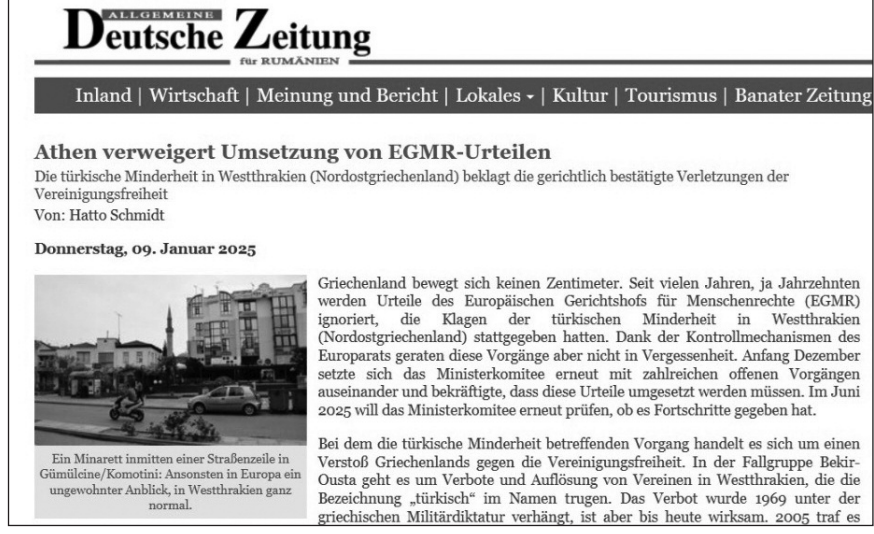 ALLGEMEINE
Deutsche Zeitung
für RUMÄNIEN
Inland | Wirtschaft | Meinung und Bericht | Lokales | Kultur | Tourismus | Banater Zeitung
Athen verweigert Umsetzung von EGMR-Urteilen
Die türkische Minderheit in Westthrakien (Nordostgriechenland) beklagt die gerichtlich bestätigte Verletzungen der
Vereinigungsfreiheit
Von: Hatto Schmidt
Donnerstag, 09. Januar 2025
Ein Minarett inmitten einer Straßenzeile in
Gümülcine/Komotini: Ansonsten in Europa ein
ungewohnter Anblick, in Westthrakien ganz
normal.
Griechenland bewegt sich keinen Zentimeter. Seit vielen Jahren, ja Jahrzehnten
werden Urteile des Europäischen Gerichtshofs für Menschenrechte (EGMR)
ignoriert, die Klagen der türkischen Minderheit in Westthrakien
(Nordostgriechenland) stattgegeben hatten. Dank der Kontrollmechanismen des
Europarats geraten diese Vorgänge aber nicht in Vergessenheit. Anfang Dezember
setzte sich das Ministerkomitee erneut mit zahlreichen offenen Vorgängen
auseinander und bekräftigte, dass diese Urteile umgesetzt werden müssen. Im Juni
2025 will das Ministerkomitee erneut prüfen, ob es Fortschritte gegeben hat.
Bei dem die türkische Minderheit betreffenden Vorgang handelt es sich um einen
Verstoß Griechenlands gegen die Vereinigungsfreiheit. In der Fallgruppe Bekir-
Ousta geht es um Verbote und Auflösung von Vereinen in Westthrakien, die die
Bezeichnung „türkisch“ im Namen trugen. Das Verbot wurde 1969 unter der
griechischen Militärdiktatur verhängt, ist aber bis heute wirksam. 2005 traf es